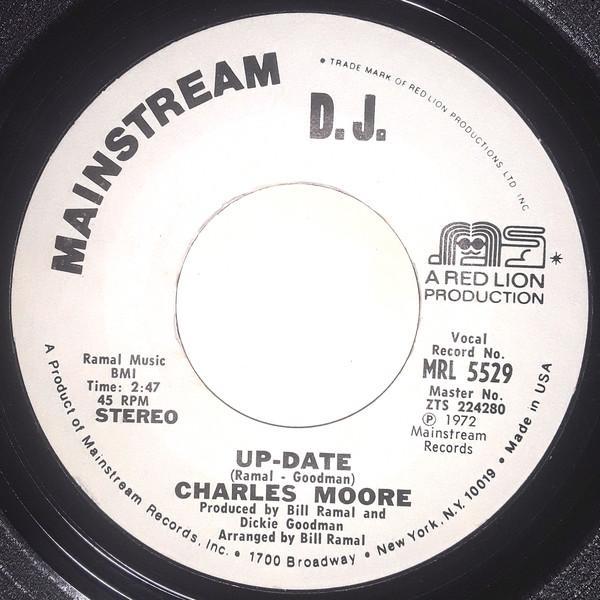 MAINSTREAM
D.J.
• TRADE MARK OF RED LION PRODUCTIONS LTD. INC.
ms *
A RED LION
PRODUCTION
Ramal Music
BMI
Time: 2:47
45 RPM
STEREO
Vocal
Record No.
MRL 5529
Master No.
ZTS 224280
Ⓟ 1972
Mainstream
Records
UP-DATE
(Ramal - Goodman)
CHARLES MOORE
Produced by Bill Ramal and
Dickie Goodman
Arranged by Bill Ramal
A Product of Mainstream Records, Inc. • 1700 Broadway • New York, N.Y. 10019 • Made in USA